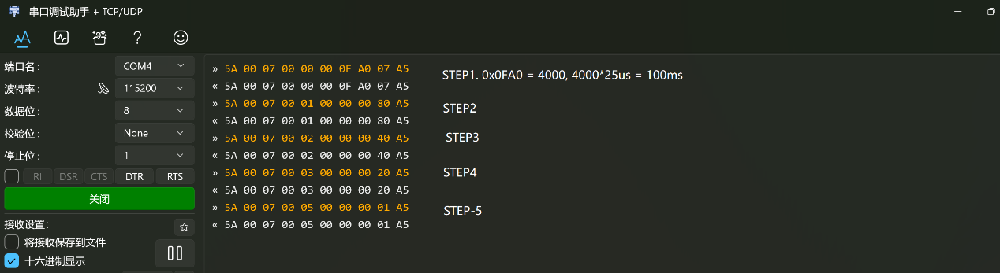 串口调试助手 + TCP/UDP
端口名:
COM4
波特率:
115200
数据位:
8
校验位:
None
停止位:
1
RI DSR CTS DTR RTS
关闭
接收设置:
将接收保存到文件
十六进制显示
» 5A 00 07 00 00 00 0F A0 07 A5
« 5A 00 07 00 00 00 0F A0 07 A5
» 5A 00 07 00 01 00 00 00 80 A5
« 5A 00 07 00 01 00 00 00 80 A5
» 5A 00 07 00 02 00 00 00 40 A5
« 5A 00 07 00 02 00 00 00 40 A5
» 5A 00 07 00 03 00 00 00 20 A5
« 5A 00 07 00 03 00 00 00 20 A5
» 5A 00 07 00 05 00 00 00 01 A5
« 5A 00 07 00 05 00 00 00 01 A5
STEP1. 0x0FA0 = 4000, 4000*25us = 100ms
STEP2
STEP3
STEP4
STEP-5